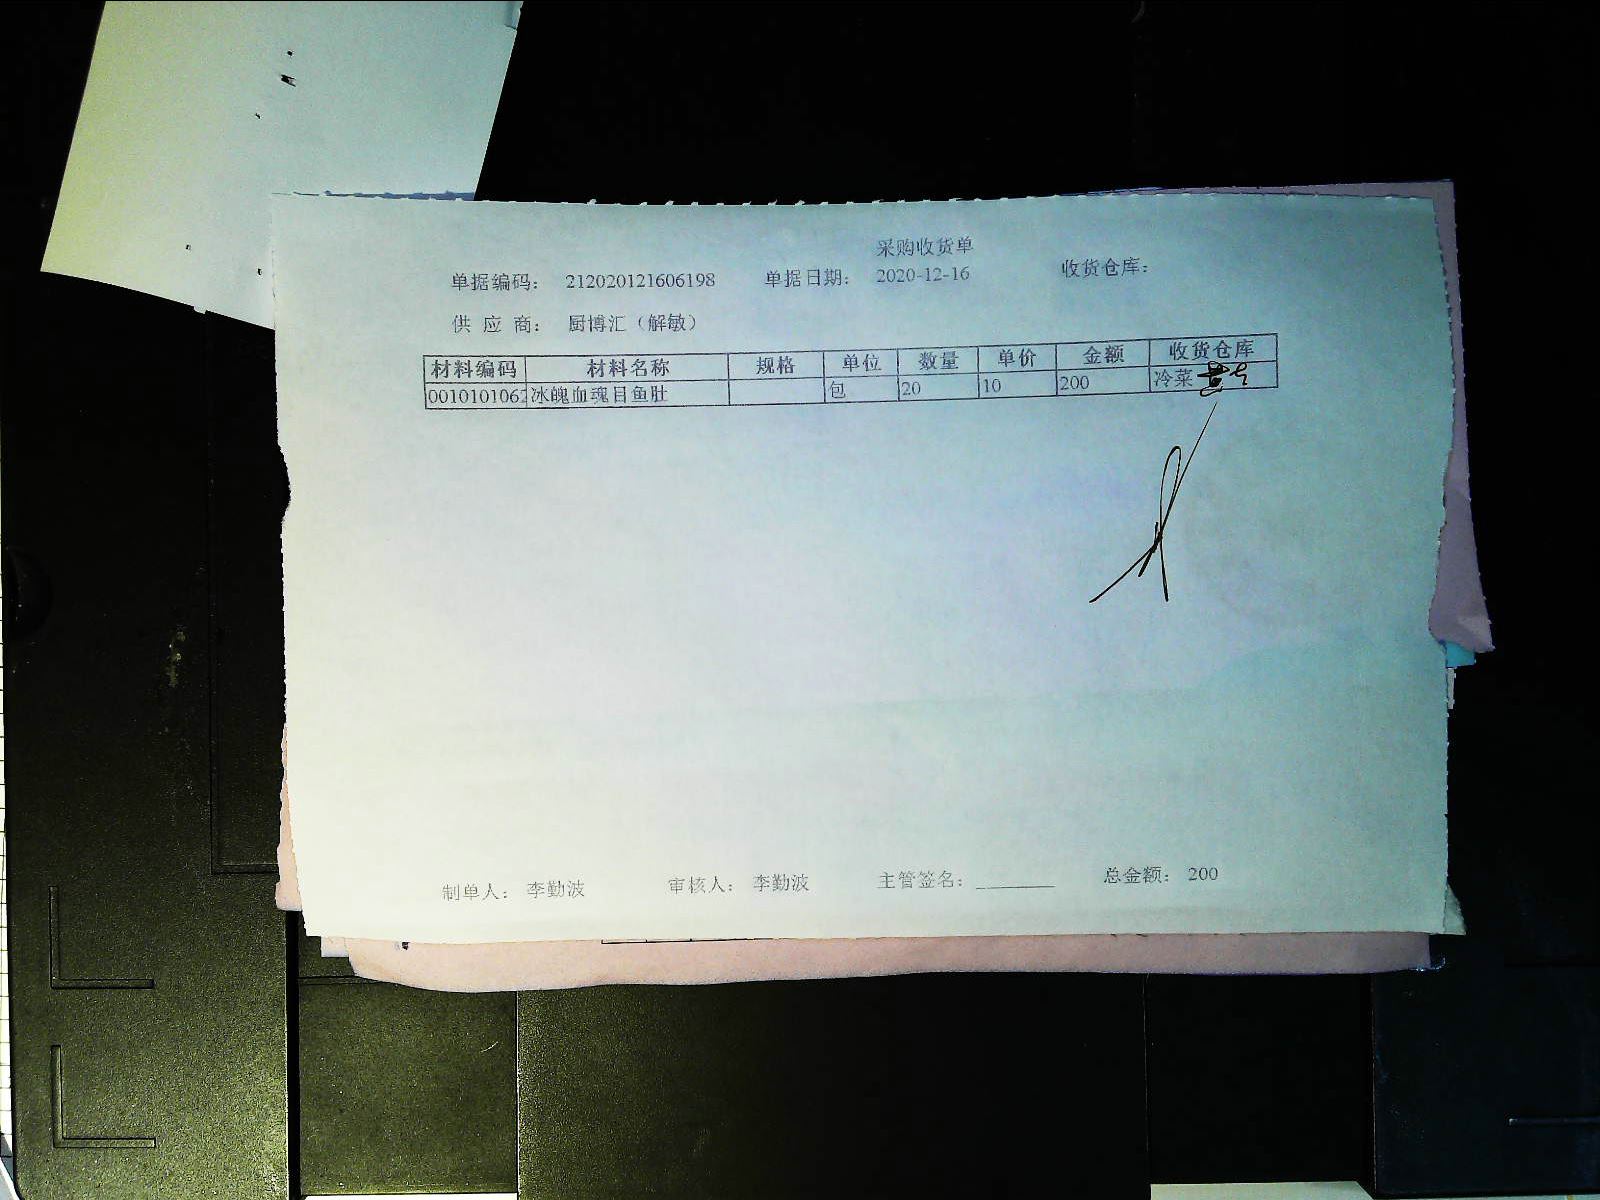 采购收货单
单据编码： 212020121606198 单据日期： 2020-12-16 收货仓库：
供 应 商： 厨博汇（解敏）
材料编码 材料名称 规格 单位 数量 单价 金额 收货仓库
0010101062 冰魄血魂目鱼肚 包 20 10 200 冷菜
制单人： 李勤波 审核人： 李勤波 主管签名：________ 总金额： 200